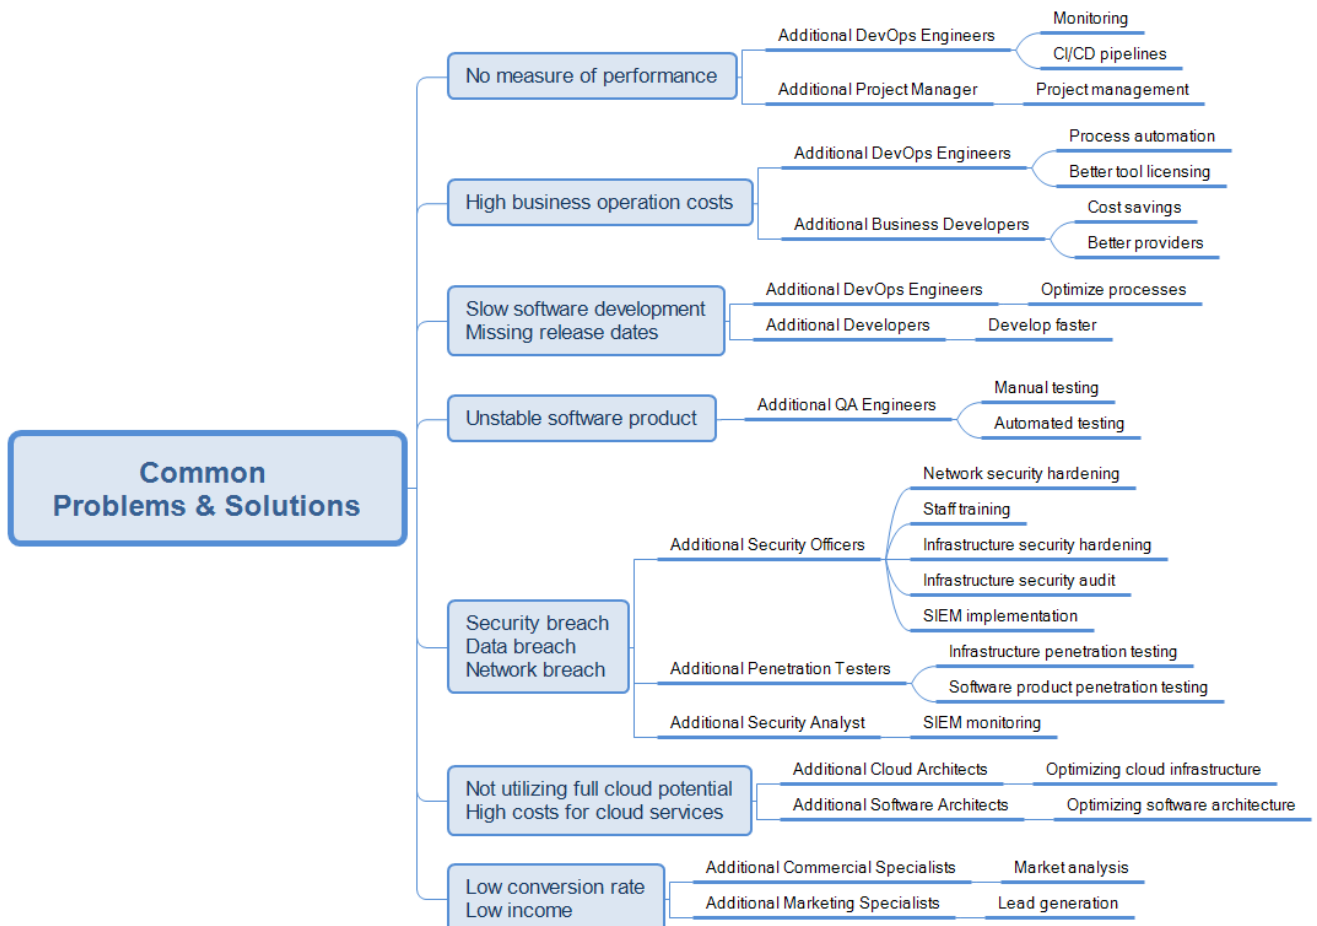 Common
Problems & Solutions
No measure of performance
Additional DevOps Engineers
Monitoring
CI/CD pipelines
Additional Project Manager
Project management
High business operation costs
Additional DevOps Engineers
Process automation
Better tool licensing
Additional Business Developers
Cost savings
Better providers
Slow software development
Missing release dates
Additional DevOps Engineers
Optimize processes
Additional Developers
Develop faster
Unstable software product
Additional QA Engineers
Manual testing
Automated testing
Security breach
Data breach
Network breach
Additional Security Officers
Network security hardening
Staff training
Infrastructure security hardening
Infrastructure security audit
SIEM implementation
Additional Penetration Testers
Infrastructure penetration testing
Software product penetration testing
Additional Security Analyst
SIEM monitoring
Not utilizing full cloud potential
High costs for cloud services
Additional Cloud Architects
Optimizing cloud infrastructure
Additional Software Architects
Optimizing software architecture
Low conversion rate
Low income
Additional Commercial Specialists
Market analysis
Additional Marketing Specialists
Lead generation